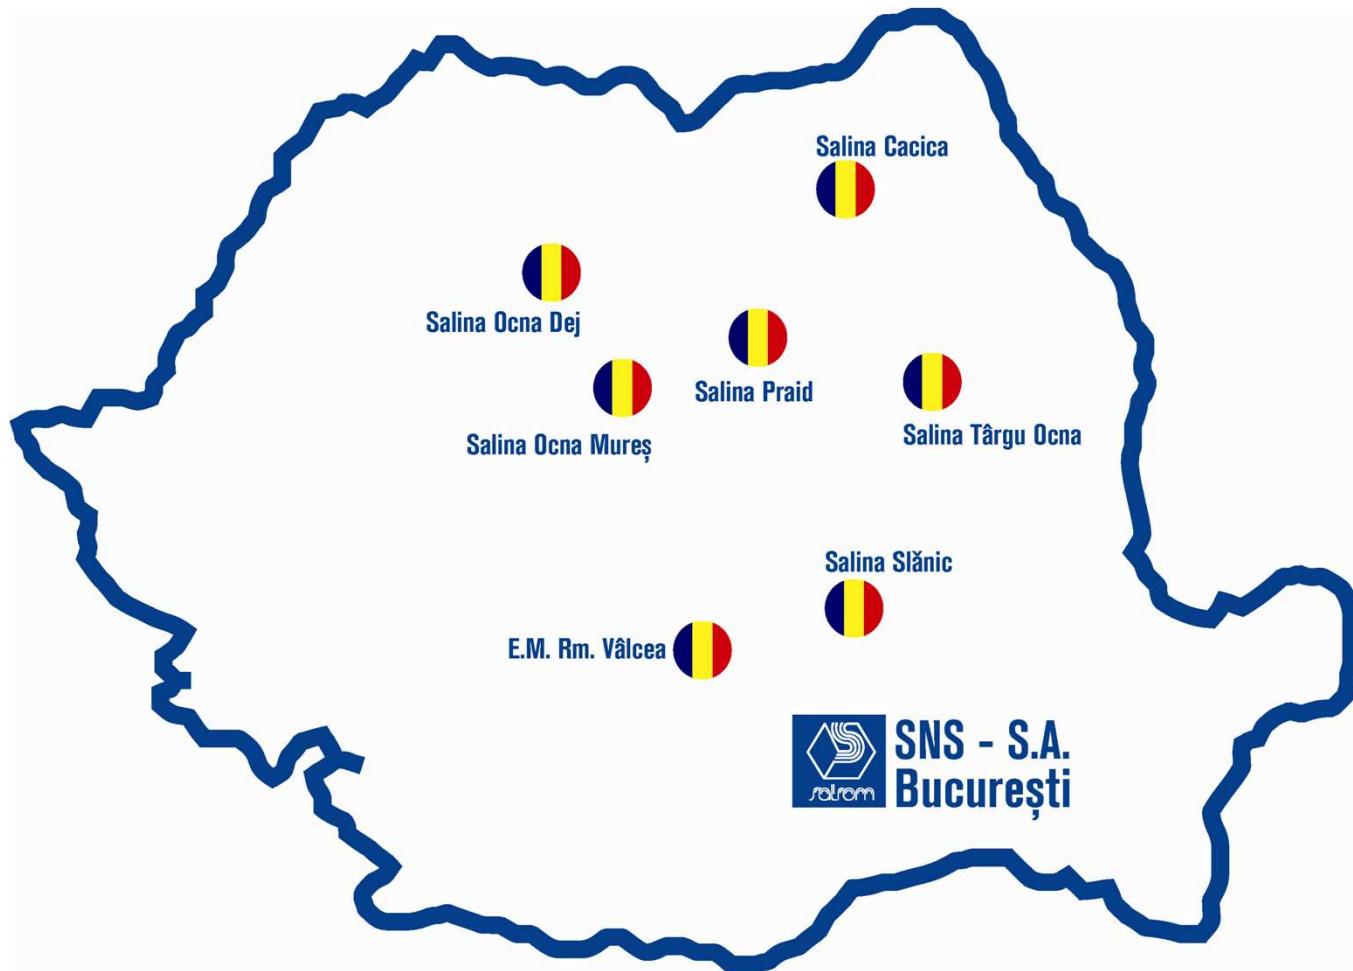 Salina Cacica
Salina Ocna Dej
Salina Praid
Salina Ocna Mureș
Salina Târgu Ocna
Salina Slănic
E.M. Rm. Vâlcea
salrom
SNS - S.A.
București